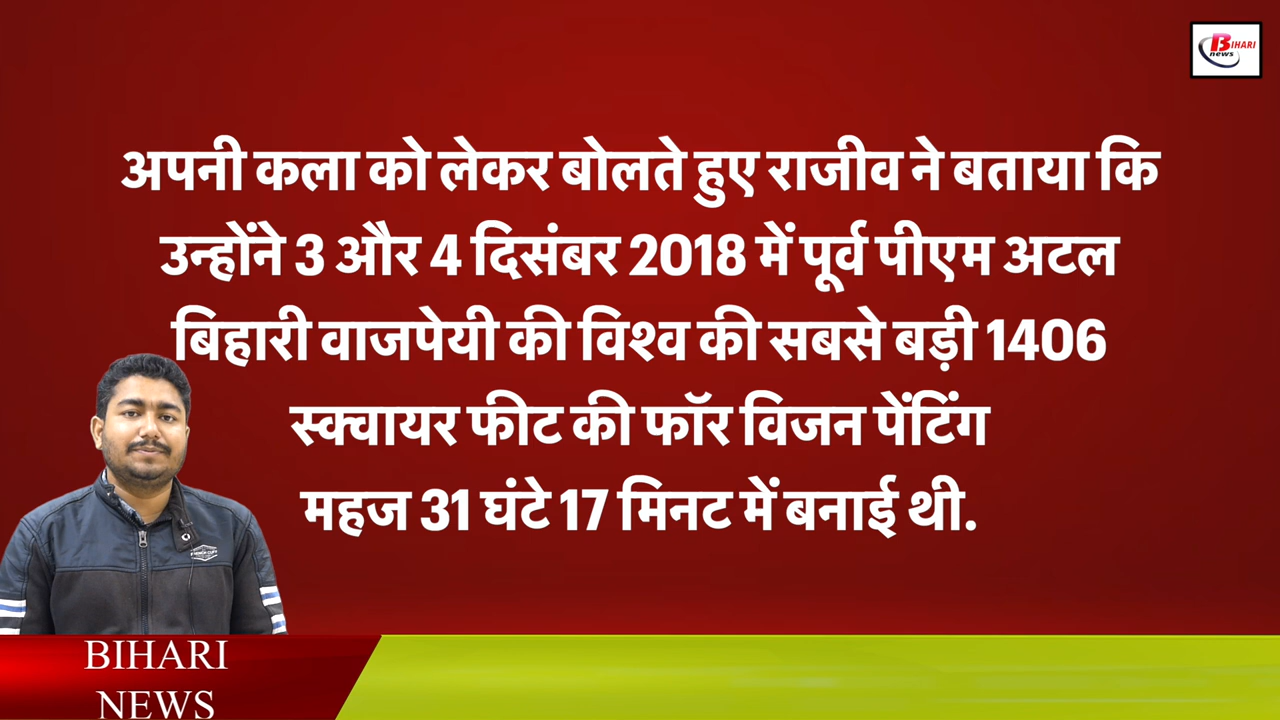 BIHARI
news
अपनी कला को लेकर बोलते हुए राजीव ने बताया कि
उन्होंने 3 और 4 दिसंबर 2018 में पूर्व पीएम अटल
बिहारी वाजपेयी की विश्व की सबसे बड़ी 1406
स्क्वायर फीट की फॉर विजन पेंटिंग
महज 31 घंटे 17 मिनट में बनाई थी.
BIHARI
NEWS